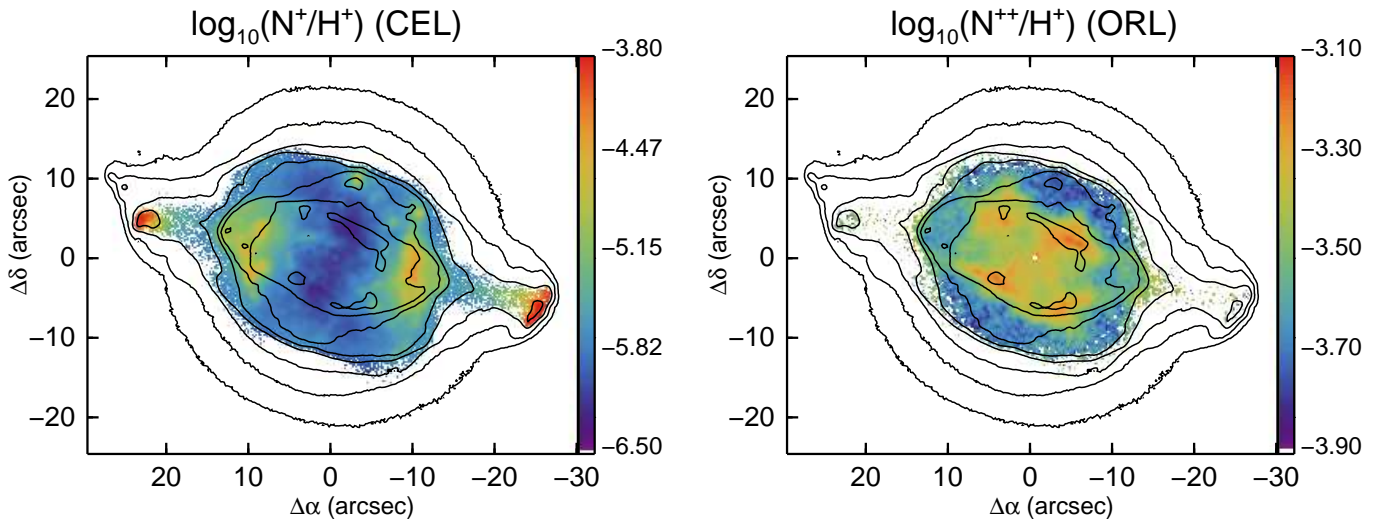 log₁₀(N⁺/H⁺) (CEL)
−3.80
−4.47
−5.15
−5.82
−6.50
20
10
0
−10
−20
Δδ (arcsec)
20 10 0 −10 −20 −30
Δα (arcsec)
log₁₀(N⁺⁺/H⁺) (ORL)
−3.10
−3.30
−3.50
−3.70
−3.90
20
10
0
−10
−20
Δδ (arcsec)
20 10 0 −10 −20 −30
Δα (arcsec)